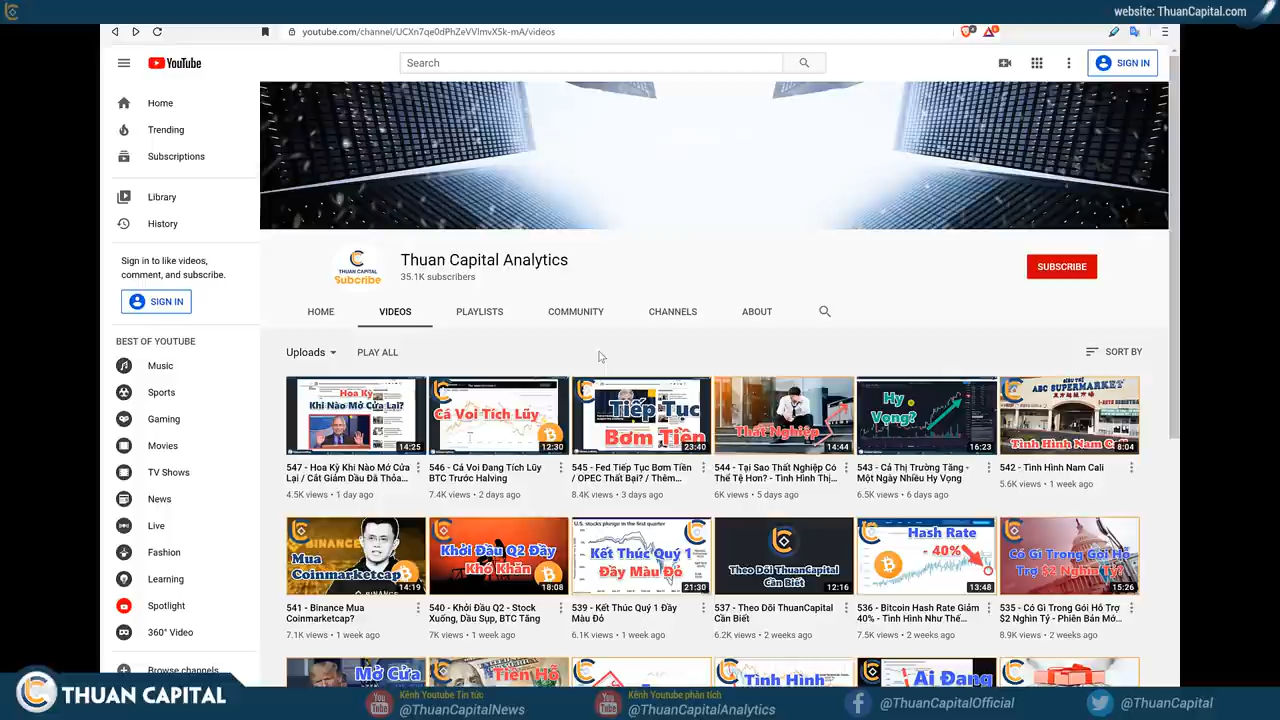 website: ThuanCapital.com
youtube.com/channel/UCXn7qe0dPhZeVVlmvX5k-mA/videos
YouTube
Search
SIGN IN
Home
Trending
Subscriptions
Library
History
Sign in to like videos,
comment, and subscribe.
SIGN IN
BEST OF YOUTUBE
Music
Sports
Gaming
Movies
TV Shows
News
Live
Fashion
Learning
Spotlight
360° Video
Browse channels
THUAN CAPITAL
Subcribe
Thuan Capital Analytics
35.1K subscribers
SUBSCRIBE
HOME VIDEOS PLAYLISTS COMMUNITY CHANNELS ABOUT
Uploads PLAY ALL SORT BY
Hoa Kỳ
Khi Nào Mở Cửa Lại?
14:25
Cá Voi Tích Lũy
12:30
Tiếp Tục
Bơm Tiền
23:40
Thất Nghiệp
14:44
Hy
Vọng?
16:23
ABC SUPERMARKET
Tình Hình Nam Cali
8:04
547 - Hoa Kỳ Khi Nào Mở Cửa
Lại / Cắt Giảm Dầu Đã Thỏa...
4.5K views • 1 day ago
546 - Cá Voi Đang Tích Lũy
BTC Trước Halving
7.4K views • 2 days ago
545 - Fed Tiếp Tục Bơm Tiền
/ OPEC Thất Bại? / Thêm...
8.4K views • 3 days ago
544 - Tại Sao Thất Nghiệp Có
Thể Tệ Hơn? - Tình Hình Thị...
6K views • 5 days ago
543 - Cả Thị Trường Tăng -
Một Ngày Nhiều Hy Vọng
6.5K views • 6 days ago
542 - Tình Hình Nam Cali
5.6K views • 1 week ago
BINANCE
Mua
Coinmarketcap
14:19
Khởi Đầu Q2 Đầy
Khó Khăn
18:08
U.S. stocks plunge in the first quarter
Kết Thúc Quý 1
Đầy Màu Đỏ
21:30
Theo Dõi ThuanCapital
Cần Biết
12:16
Hash Rate
- 40%
13:48
Có Gì Trong Gói Hỗ
Trợ $2 Nghìn Tỷ?
15:26
541 - Binance Mua
Coinmarketcap?
7.1K views • 1 week ago
540 - Khởi Đầu Q2 - Stock
Xuống, Dầu Sụp, BTC Tăng
7K views • 1 week ago
539 - Kết Thúc Quý 1 Đầy
Màu Đỏ
6.1K views • 1 week ago
537 - Theo Dõi ThuanCapital
Cần Biết
6.2K views • 2 weeks ago
536 - Bitcoin Hash Rate Giảm
40% - Tình Hình Như Thế...
7.5K views • 2 weeks ago
535 - Có Gì Trong Gói Hỗ Trợ
$2 Nghìn Tỷ - Phiên Bản Mớ...
8.9K views • 2 weeks ago
Mở Cửa
Tiền Hỗ
Tình Hình
Ai Đang
THUAN CAPITAL
Kênh Youtube Tin tức
@ThuanCapitalNews
Kênh Youtube phân tích
@ThuanCapitalAnalytics
@ThuanCapitalOfficial
@ThuanCapital